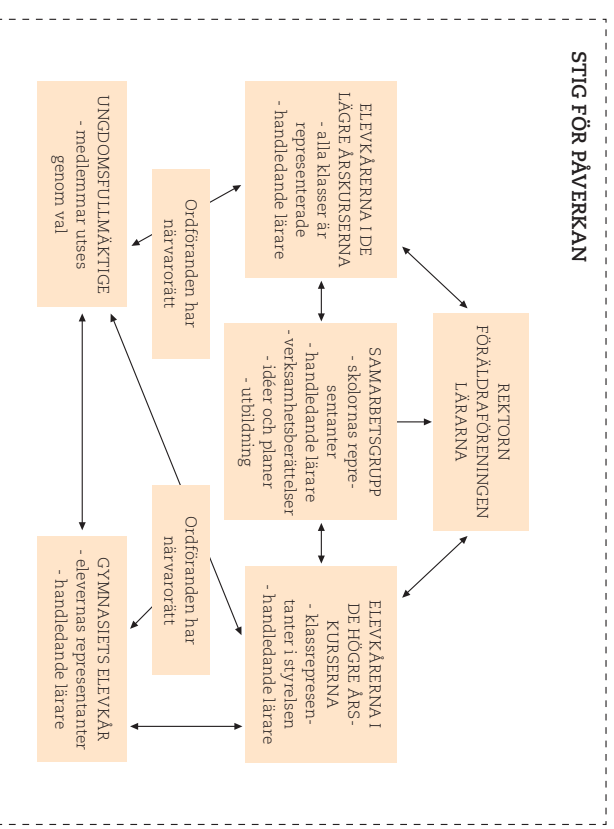 STIG FÖR PÅVERKAN
REKTORN
FÖRÄLDRAFÖRENINGEN
LÄRARNA
ELEVKÅRERNA I DE
LÄGRE ÅRSKURSERNA
- alla klasser är
representerade
- handledande lärare
SAMARBETSGRUPP
- skolornas repre-
sentanter
- handledande lärare
- verksamhetsberättelser
- idéer och planer
- utbildning
ELEVKÅRERNA I
DE HÖGRE ÅRS-
KURSERNA
- klassrepresen-
tanter i styrelsen
- handledande lärare
Ordföranden har
närvarorätt
Ordföranden har
närvarorätt
UNGDOMSFULLMÄKTIGE
- medlemmar utses
genom val
GYMNASIETS ELEVKÅR
- elevernas representanter
- handledande lärare